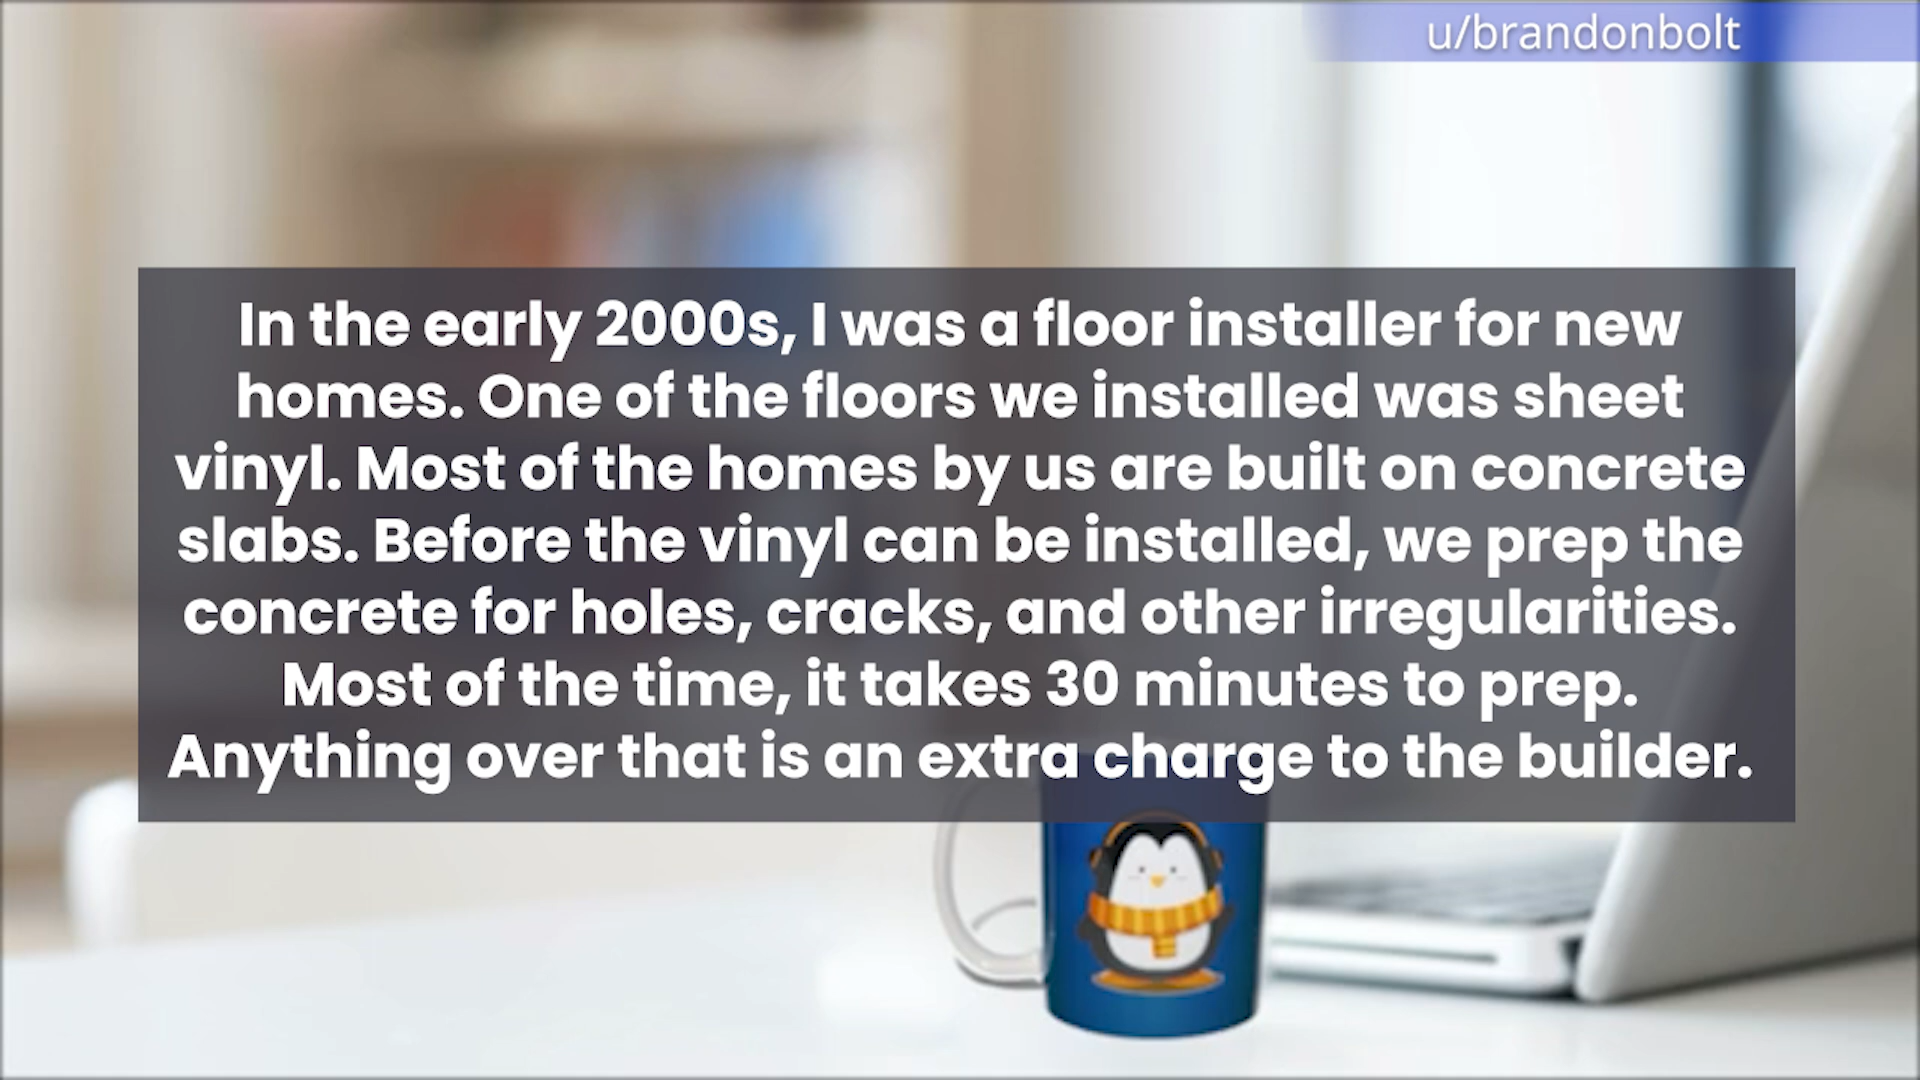 u/brandonbolt
In the early 2000s, I was a floor installer for new
homes. One of the floors we installed was sheet
vinyl. Most of the homes by us are built on concrete
slabs. Before the vinyl can be installed, we prep the
concrete for holes, cracks, and other irregularities.
Most of the time, it takes 30 minutes to prep.
Anything over that is an extra charge to the builder.